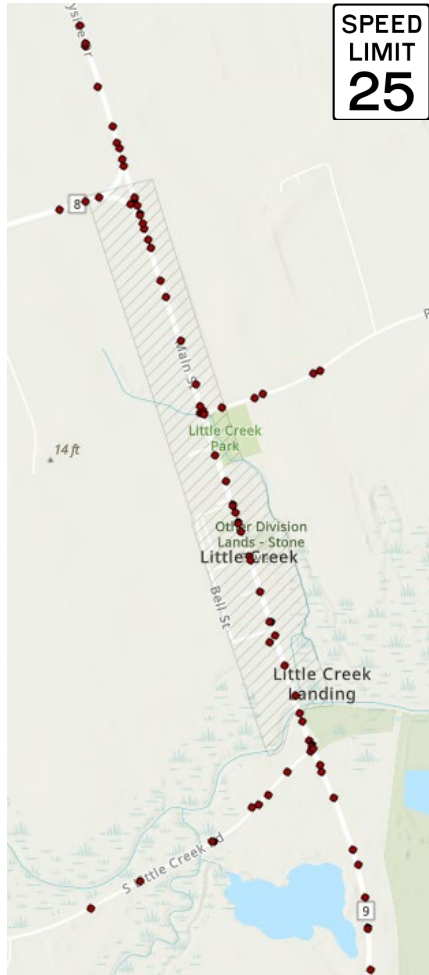 SPEED
LIMIT
25
8
Main St
Little Creek
Park
14 ft
Other Division
Lands - Stone
Little Creek
Bell St
Little Creek
Landing
S Little Creek Rd
9